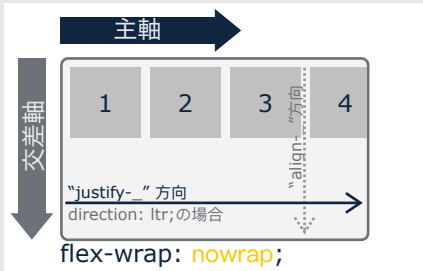 主軸
交差軸
1 2 3 4
“align-_” 方向
“justify-_” 方向
direction: ltr;の場合
flex-wrap: nowrap;